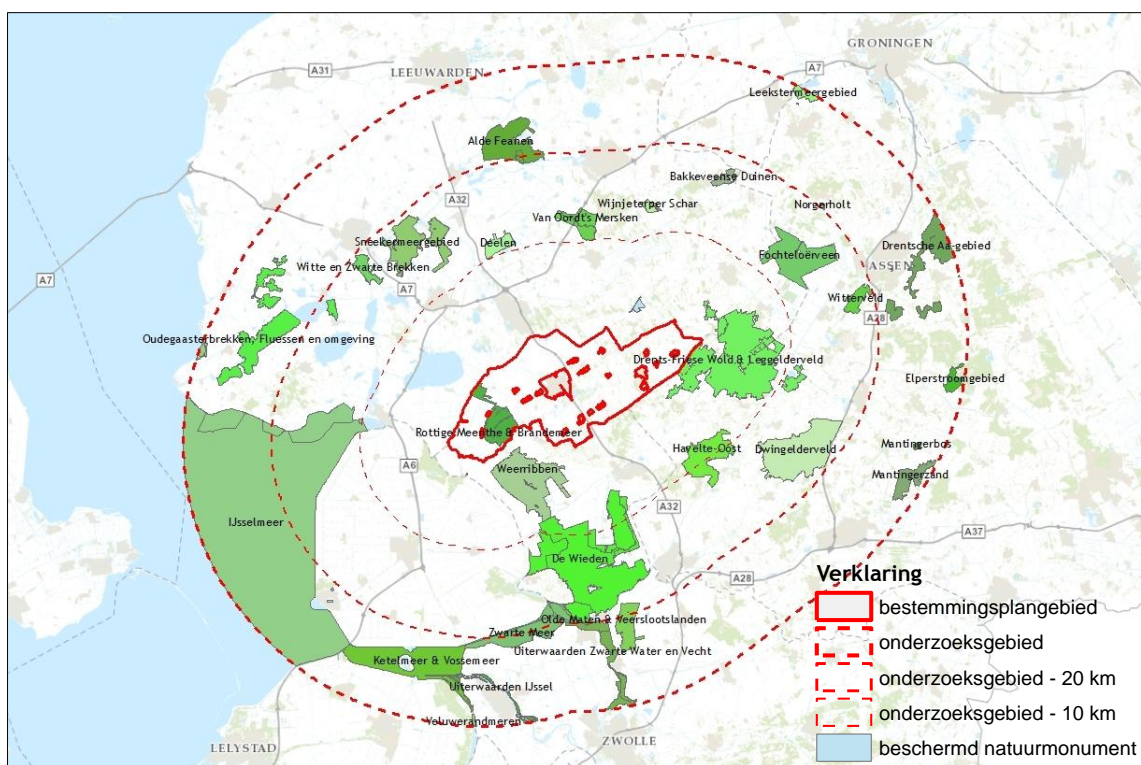 GRONINGEN
A31
LEEUWARDEN
A7
Leekstermeergebied
Alde Feanen
Bakkeveense Duinen
A32
Wijnjeterper Schar
Norgerholt
Van Oordt's Mersken
Sneekermeergebied
Deelen
Drentsche Aa-gebied
Fochteloërveen
ASSEN
Witte en Zwarte Brekken
A7
A7
Witterveld
A28
Oudegaasterbrekken, Fluessen en omgeving
Drents-Friese Wold & Leggelderveld
Elperstroomgebied
Rottige Meenthe & Brandemeer
Mantingerbos
Havelte-Oost
Dwingelderveld
A6
Weerribben
Mantingerzand
A32
IJsselmeer
A37
De Wieden
A28
Olde Maten & Veerslootslanden
Zwarte Meer
Uiterwaarden Zwarte Water en Vecht
Ketelmeer & Vossemeer
Uiterwaarden IJssel
Veluwerandmeren
LELYSTAD
ZWOLLE
Verklaring
bestemmingsplangebied
onderzoeksgebied
onderzoeksgebied - 20 km
onderzoeksgebied - 10 km
beschermd natuurmonument